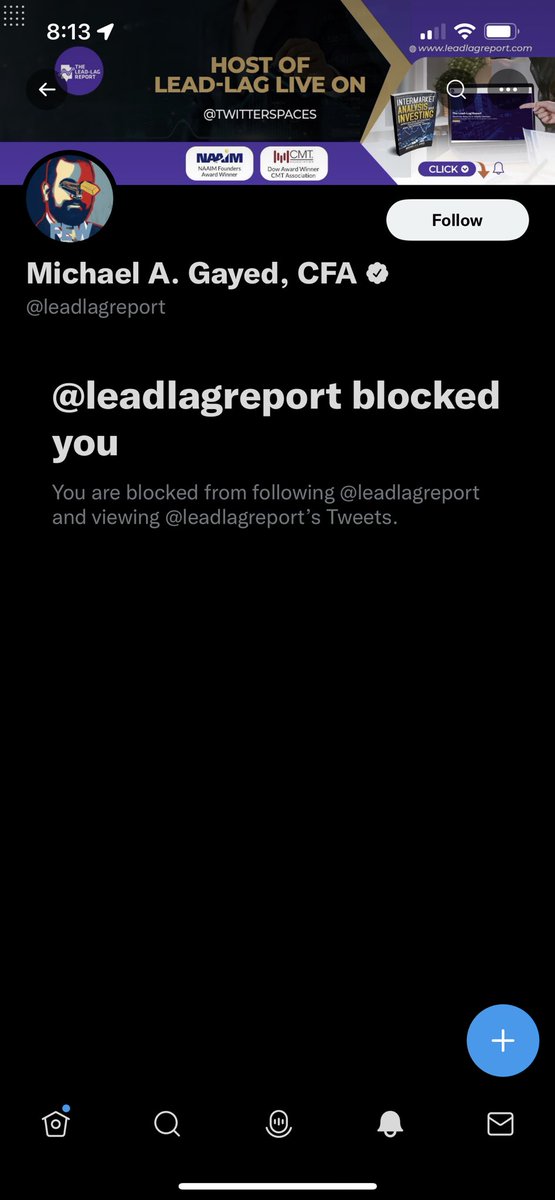 8:13
www.leadlagreport.com
THE
LEAD-LAG
REPORT
HOST OF
LEAD-LAG LIVE ON
@TWITTERSPACES
INTERMARKET
ANALYSIS AND
INVESTING
NAAIM
NAAIM Founders
Award Winner
CMT
Dow Award Winner
CMT Association
CLICK
Follow
Michael A. Gayed, CFA
@leadlagreport
@leadlagreport blocked
you
You are blocked from following @leadlagreport
and viewing @leadlagreport’s Tweets.